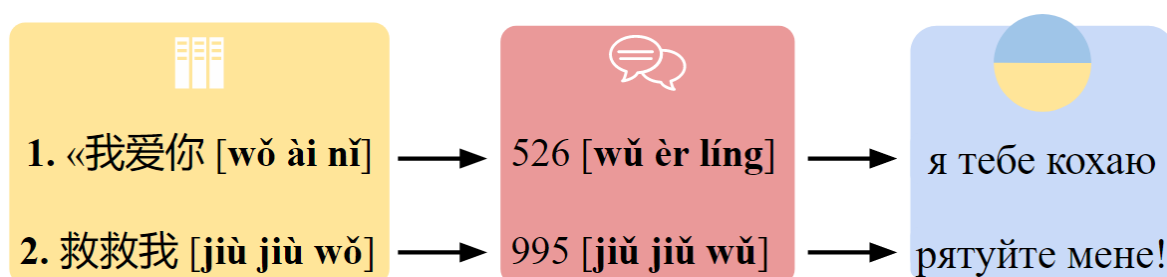 1. «我爱你 [wǒ ài nǐ] 526 [wǔ èr líng] я тебе кохаю
2. 救救我 [jiù jiù wǒ] 995 [jiǔ jiǔ wǔ] рятуйте мене!